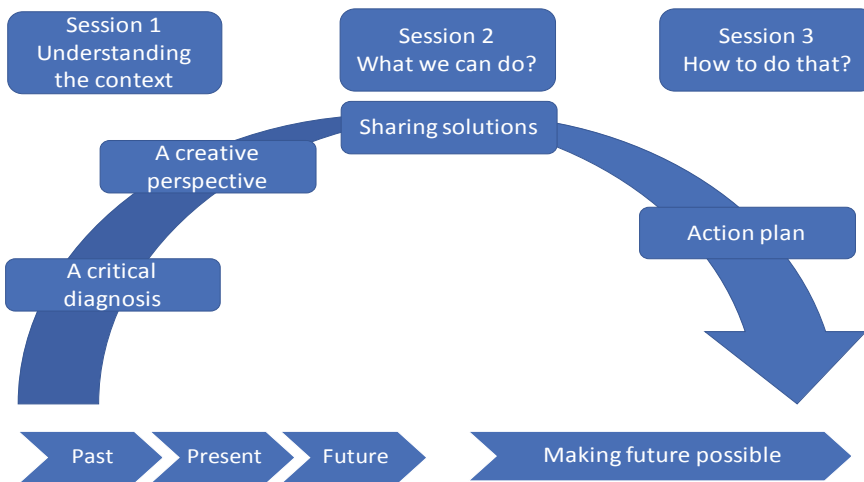 Session 1
Understanding
the context
Session 2
What we can do?
Session 3
How to do that?
Sharing solutions
A creative
perspective
Action plan
A critical
diagnosis
Past
Present
Future
Making future possible